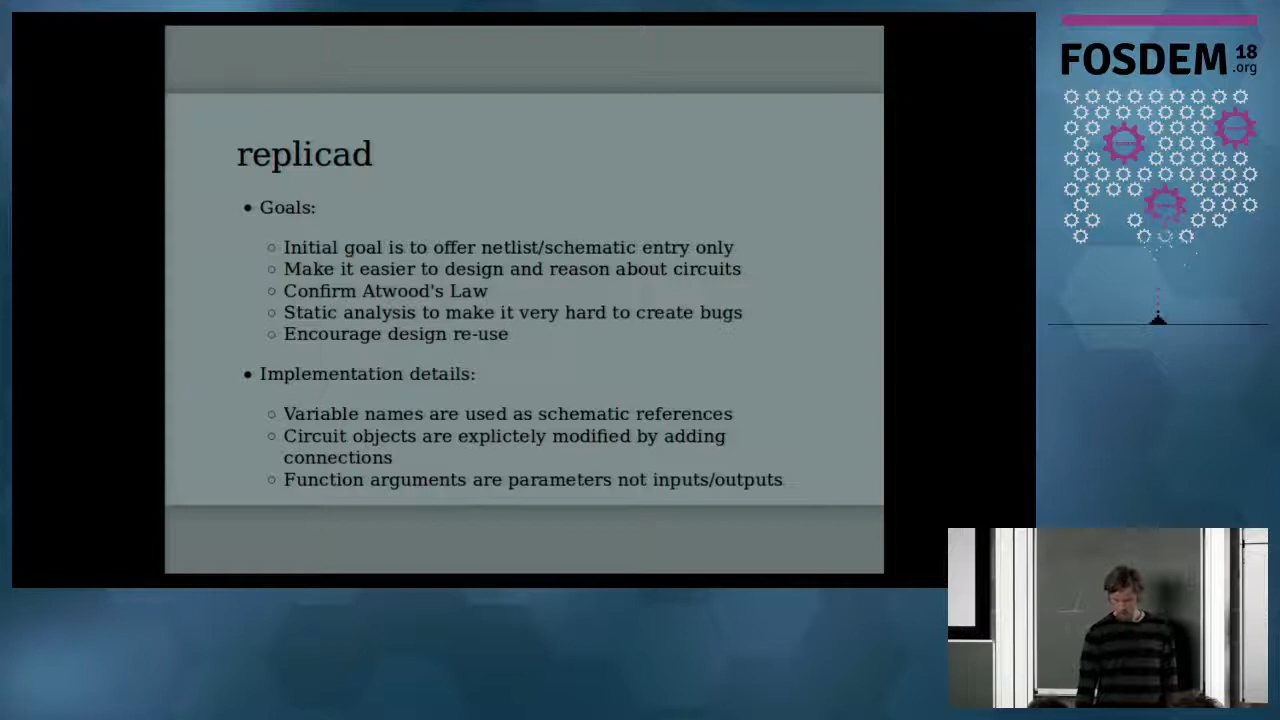 replicad
• Goals:
○ Initial goal is to offer netlist/schematic entry only
○ Make it easier to design and reason about circuits
○ Confirm Atwood's Law
○ Static analysis to make it very hard to create bugs
○ Encourage design re-use
• Implementation details:
○ Variable names are used as schematic references
○ Circuit objects are explictely modified by adding
connections
○ Function arguments are parameters not inputs/outputs
FOSDEM 18
.org